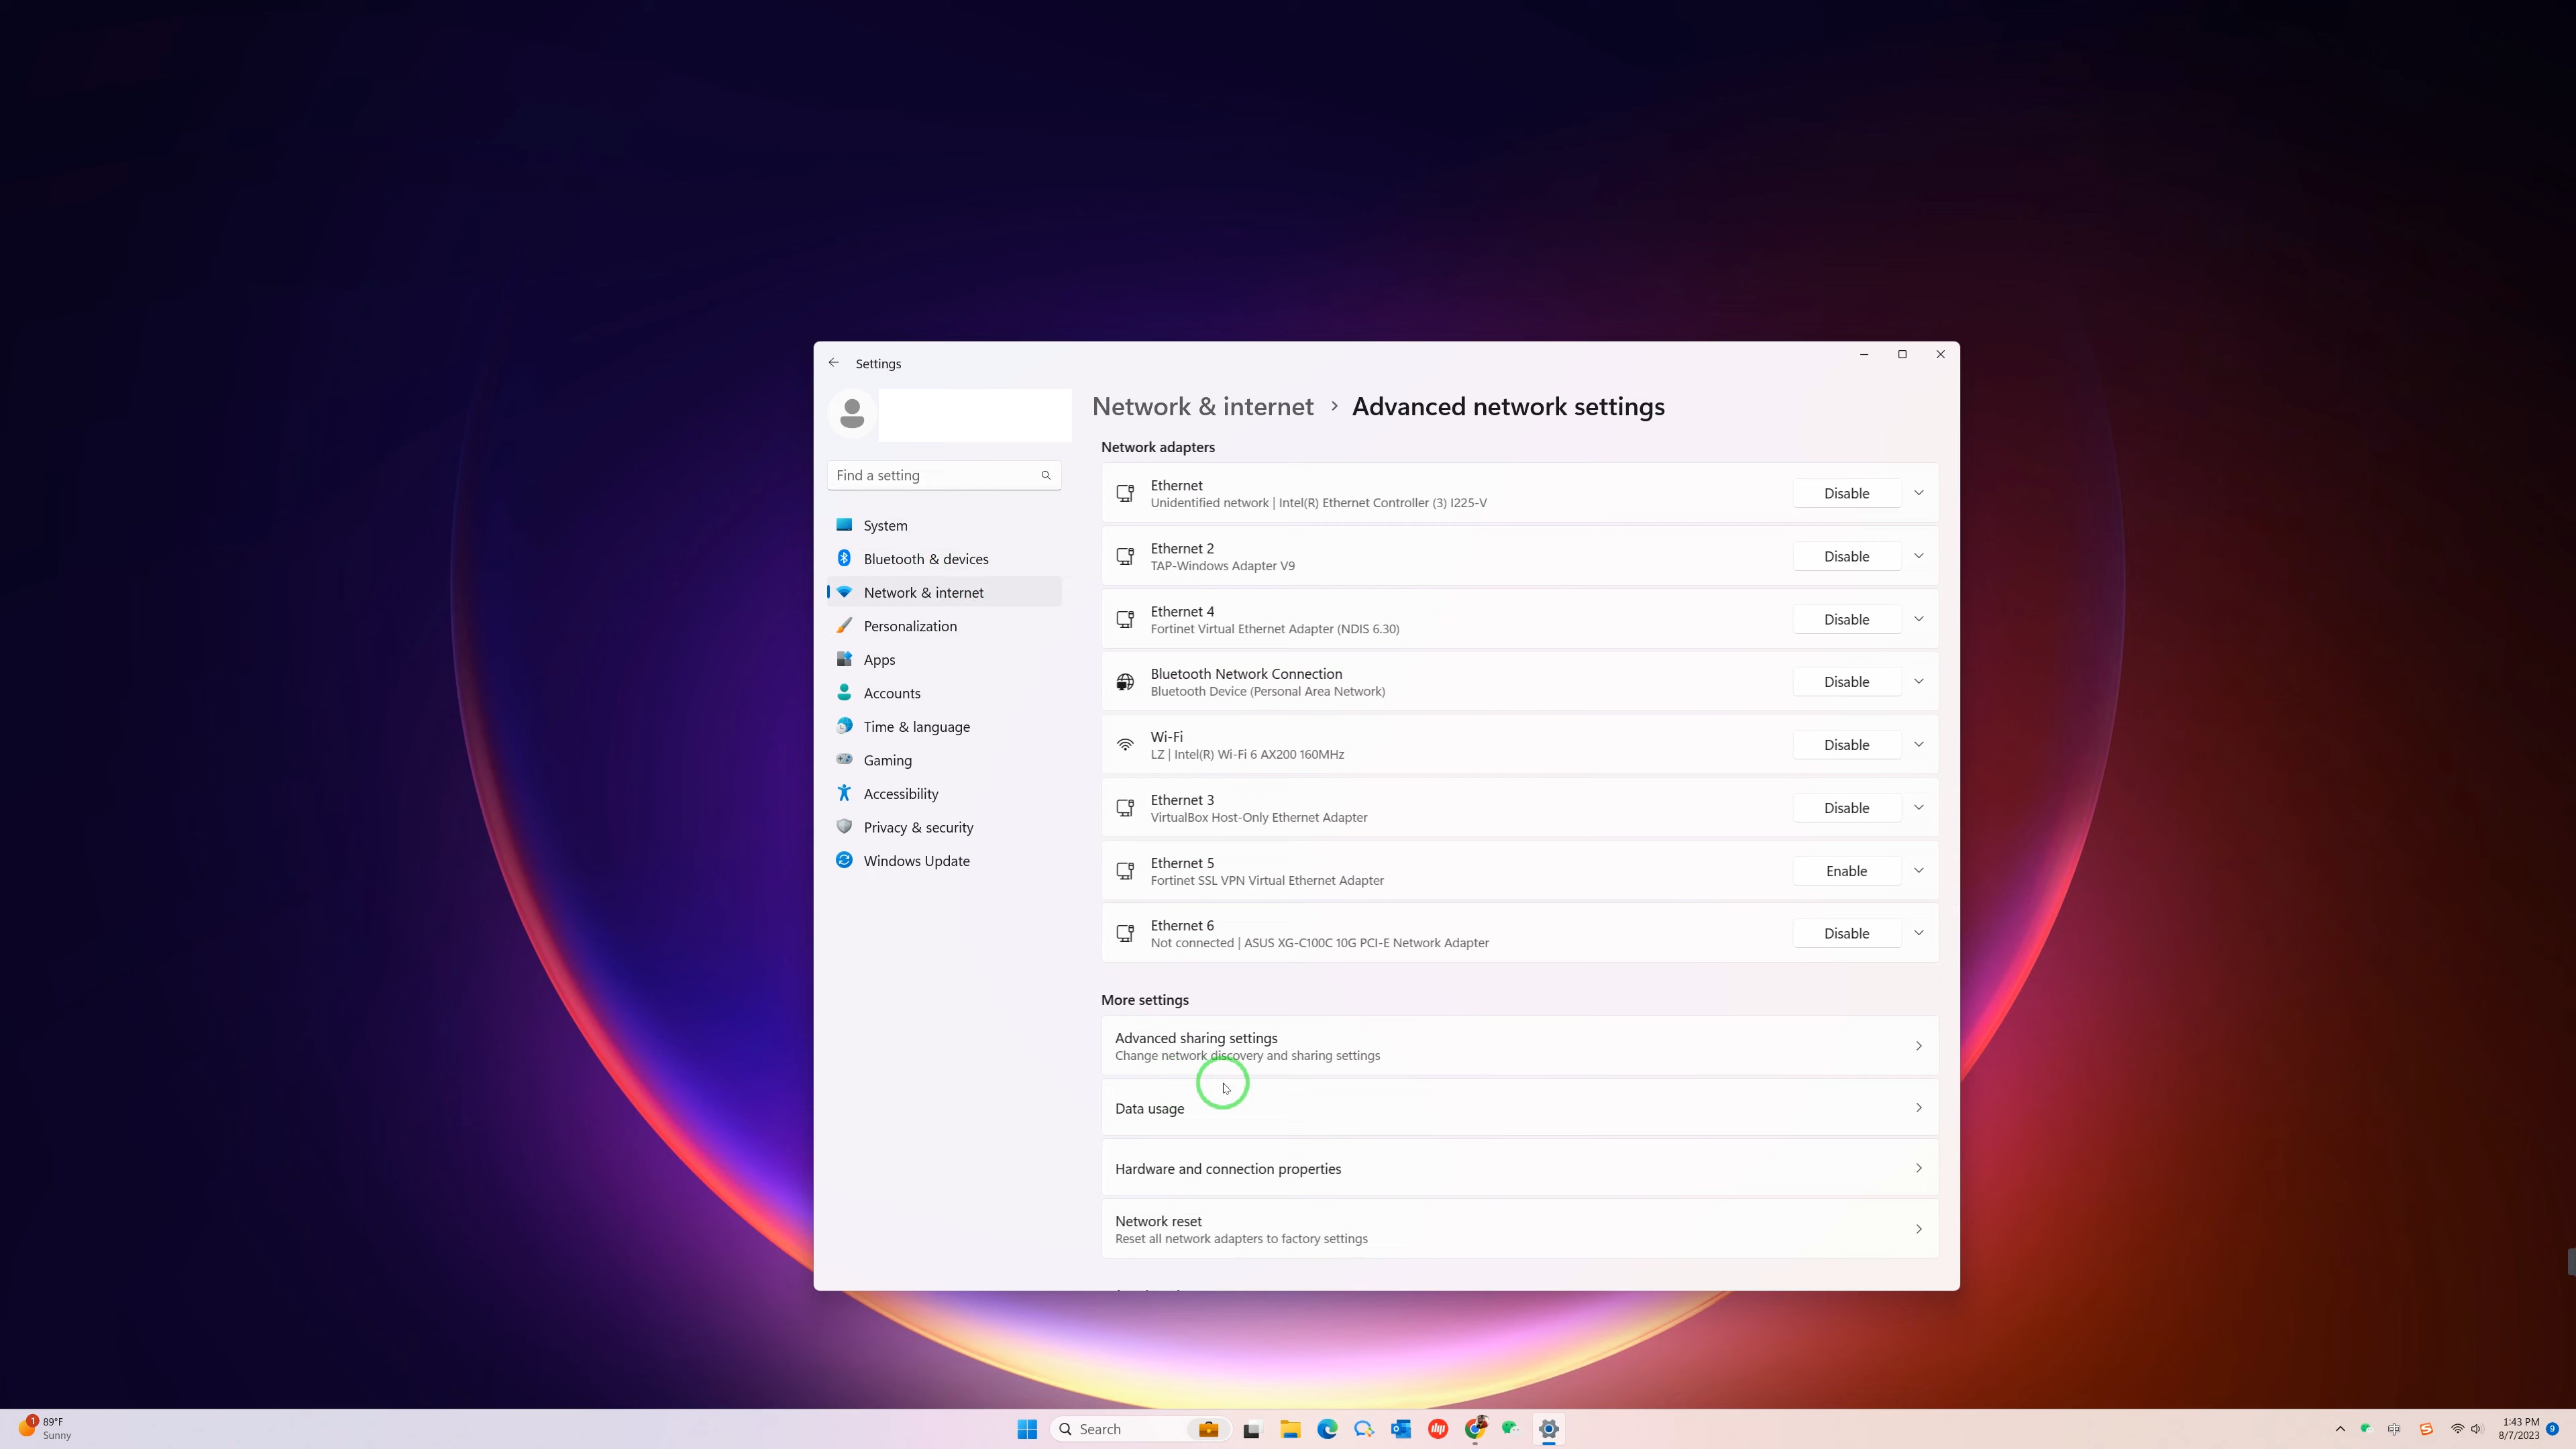 Settings
Find a setting
System
Bluetooth & devices
Network & internet
Personalization
Apps
Accounts
Time & language
Gaming
Accessibility
Privacy & security
Windows Update
Network & internet > Advanced network settings
Network adapters
Ethernet
Unidentified network | Intel(R) Ethernet Controller (3) I225-V
Disable
Ethernet 2
TAP-Windows Adapter V9
Disable
Ethernet 4
Fortinet Virtual Ethernet Adapter (NDIS 6.30)
Disable
Bluetooth Network Connection
Bluetooth Device (Personal Area Network)
Disable
Wi-Fi
LZ | Intel(R) Wi-Fi 6 AX200 160MHz
Disable
Ethernet 3
VirtualBox Host-Only Ethernet Adapter
Disable
Ethernet 5
Fortinet SSL VPN Virtual Ethernet Adapter
Enable
Ethernet 6
Not connected | ASUS XG-C100C 10G PCI-E Network Adapter
Disable
More settings
Advanced sharing settings
Change network discovery and sharing settings
Data usage
Hardware and connection properties
Network reset
Reset all network adapters to factory settings
1
89°F
Sunny
Search
1:43 PM
8/7/2023
9